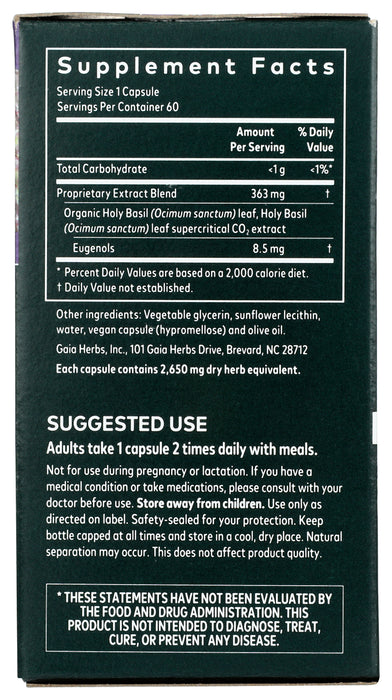 Supplement Facts
Serving Size 1 Capsule
Servings Per Container 60
Amount Per Serving % Daily Value
Total Carbohydrate <1 g <1%*
Proprietary Extract Blend 363 mg †
Organic Holy Basil (Ocimum sanctum) leaf, Holy Basil
(Ocimum sanctum) leaf supercritical CO₂ extract
Eugenols 8.5 mg †
* Percent Daily Values are based on a 2,000 calorie diet.
† Daily Value not established.
Other ingredients: Vegetable glycerin, sunflower lecithin,
water, vegan capsule (hypromellose) and olive oil.
Gaia Herbs, Inc., 101 Gaia Herbs Drive, Brevard, NC 28712
Each capsule contains 2,650 mg dry herb equivalent.
SUGGESTED USE
Adults take 1 capsule 2 times daily with meals.
Not for use during pregnancy or lactation. If you have a
medical condition or take medications, please consult with your
doctor before use. Store away from children. Use only as
directed on label. Safety-sealed for your protection. Keep
bottle capped at all times and store in a cool, dry place. Natural
separation may occur. This does not affect product quality.
* THESE STATEMENTS HAVE NOT BEEN EVALUATED BY
THE FOOD AND DRUG ADMINISTRATION. THIS
PRODUCT IS NOT INTENDED TO DIAGNOSE, TREAT,
CURE, OR PREVENT ANY DISEASE.